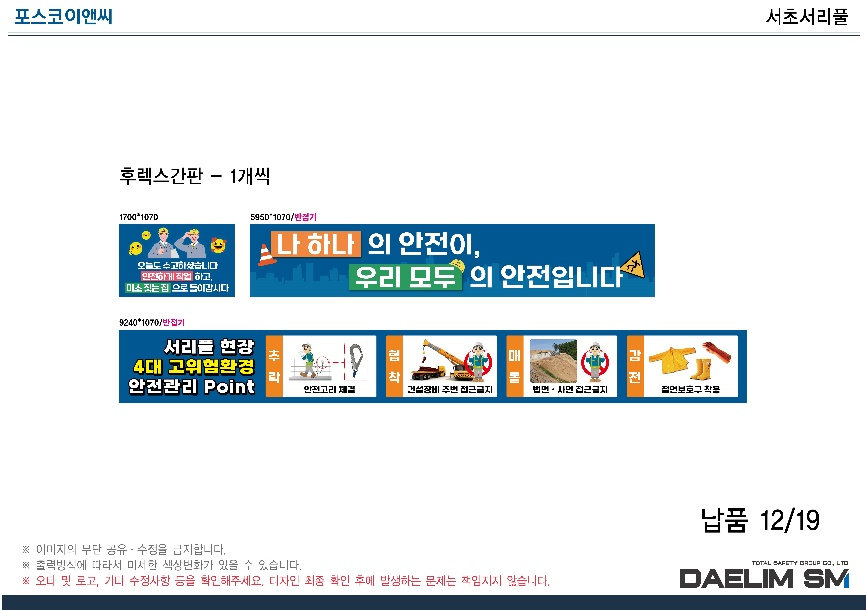 포스코이앤씨
서초서리풀
후렉스간판 - 1개씩
1700*1070
5950*1070/반접기
오늘도 수고하셨습니다
안전하게 작업 하고,
미소 짓는 집 으로 돌아갑시다
나 하나 의 안전이,
우리 모두 의 안전입니다
9240*1070/반접기
서리풀 현장
4대 고위험환경
안전관리 Point
추락
안전고리 체결
협착
건설장비 주변 접근금지
매몰
법면·사면 접근금지
감전
절연보호구 착용
납품 12/19
※ 이미지의 무단 공유·수정을 금지합니다.
※ 출력방식에 따라서 미세한 색상변화가 있을 수 있습니다.
※ 오타 및 로고, 기타 수정사항 등을 확인해주세요. 디자인 최종 확인 후에 발생하는 문제는 책임지지 않습니다.
TOTAL SAFETY GROUP CO., LTD
DAELIM SM